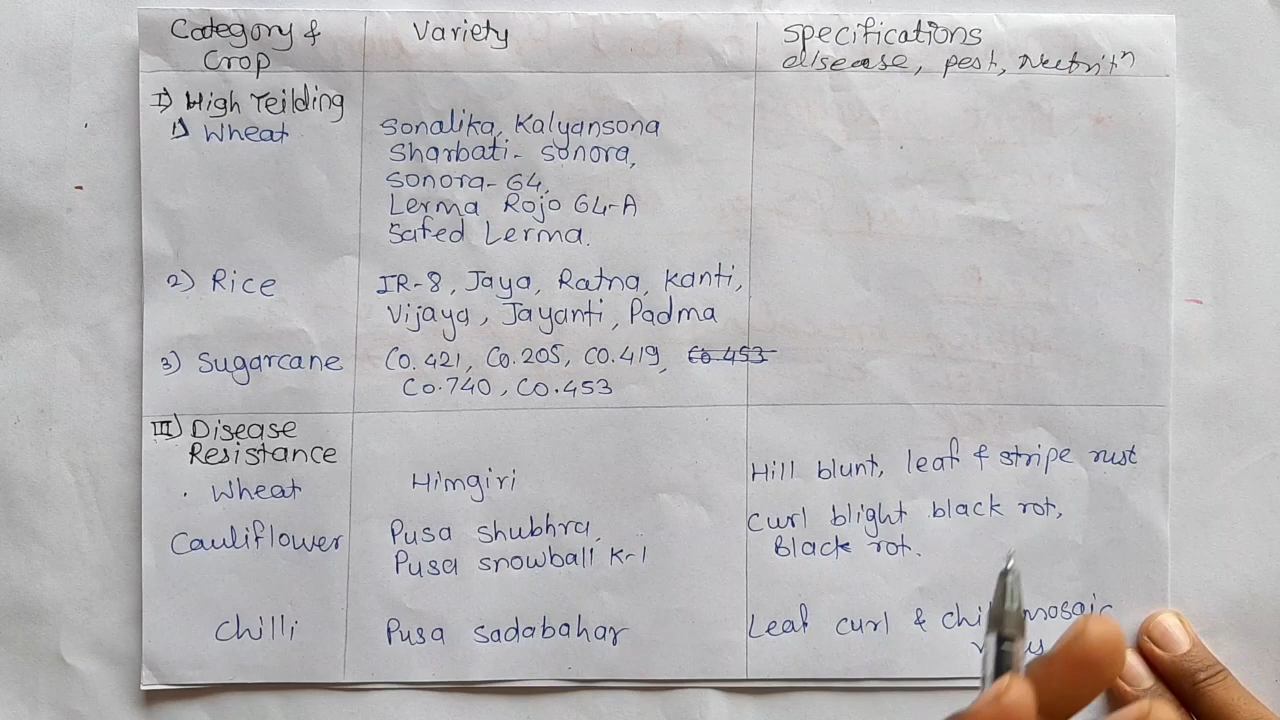 Category & Variety Specifications
Crop disease, pest, Neutritⁿ
I) High Teilding
1) Wheat Sonalika, Kalyansona
Sharbati- sonora,
Sonora- 64,
Lerma Rojo 64-A
Safed Lerma.
2) Rice IR-8, Jaya, Ratna, Kanti,
Vijaya, Jayanti, Padma
3) Sugarcane Co. 421, Co.205, Co.419, Co 453
Co.740, Co.453
III) Disease
Resistance
. Wheat Himgiri Hill blunt, leaf & stripe rust
Cauliflower Pusa shubhra, Curl blight black rot,
Pusa snowball K-1 Black rot.
Chilli Pusa sadabahar Leaf curl & mosaic